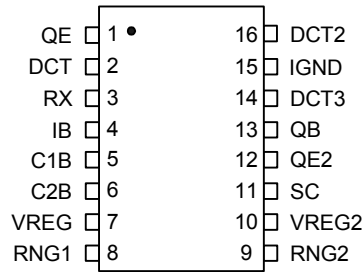 QE 1 16 DCT2
DCT 2 15 IGND
RX 3 14 DCT3
IB 4 13 QB
C1B 5 12 QE2
C2B 6 11 SC
VREG 7 10 VREG2
RNG1 8 9 RNG2